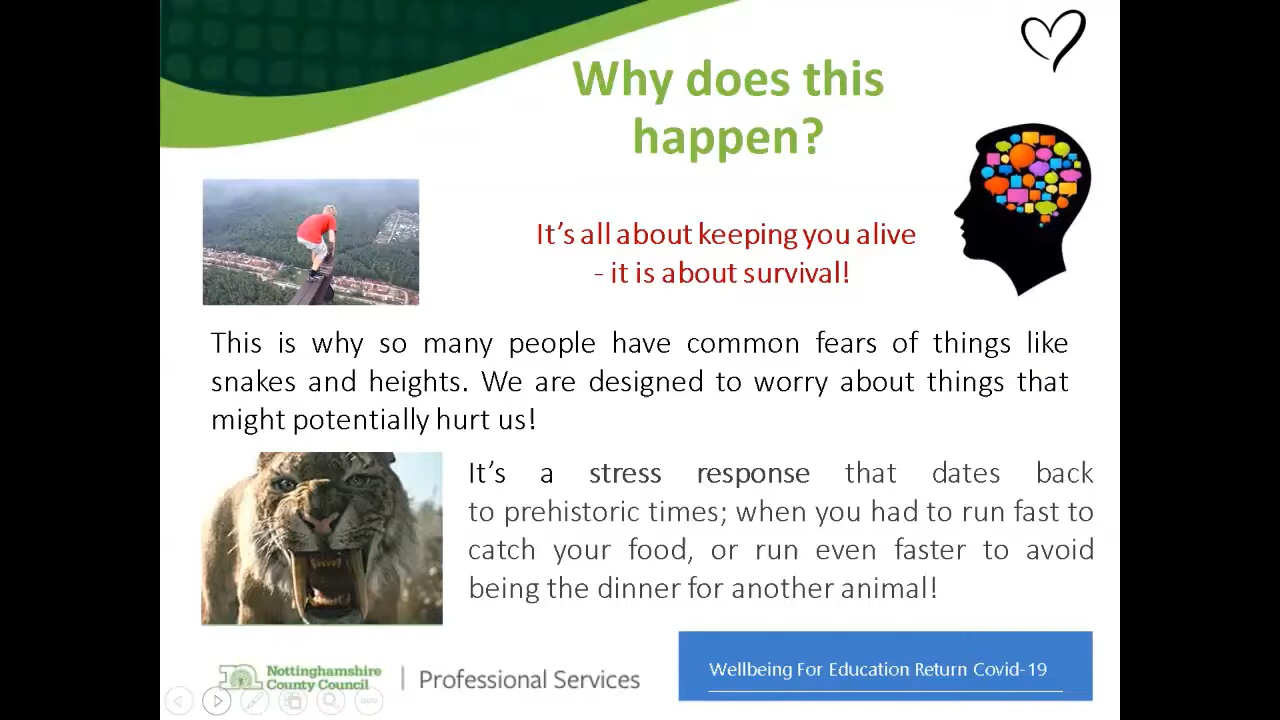 Why does this
happen?
It's all about keeping you alive
- it is about survival!
This is why so many people have common fears of things like
snakes and heights. We are designed to worry about things that
might potentially hurt us!
It's a stress response that dates back
to prehistoric times; when you had to run fast to
catch your food, or run even faster to avoid
being the dinner for another animal!
Nottinghamshire
County Council
Professional Services
Wellbeing For Education Return Covid-19